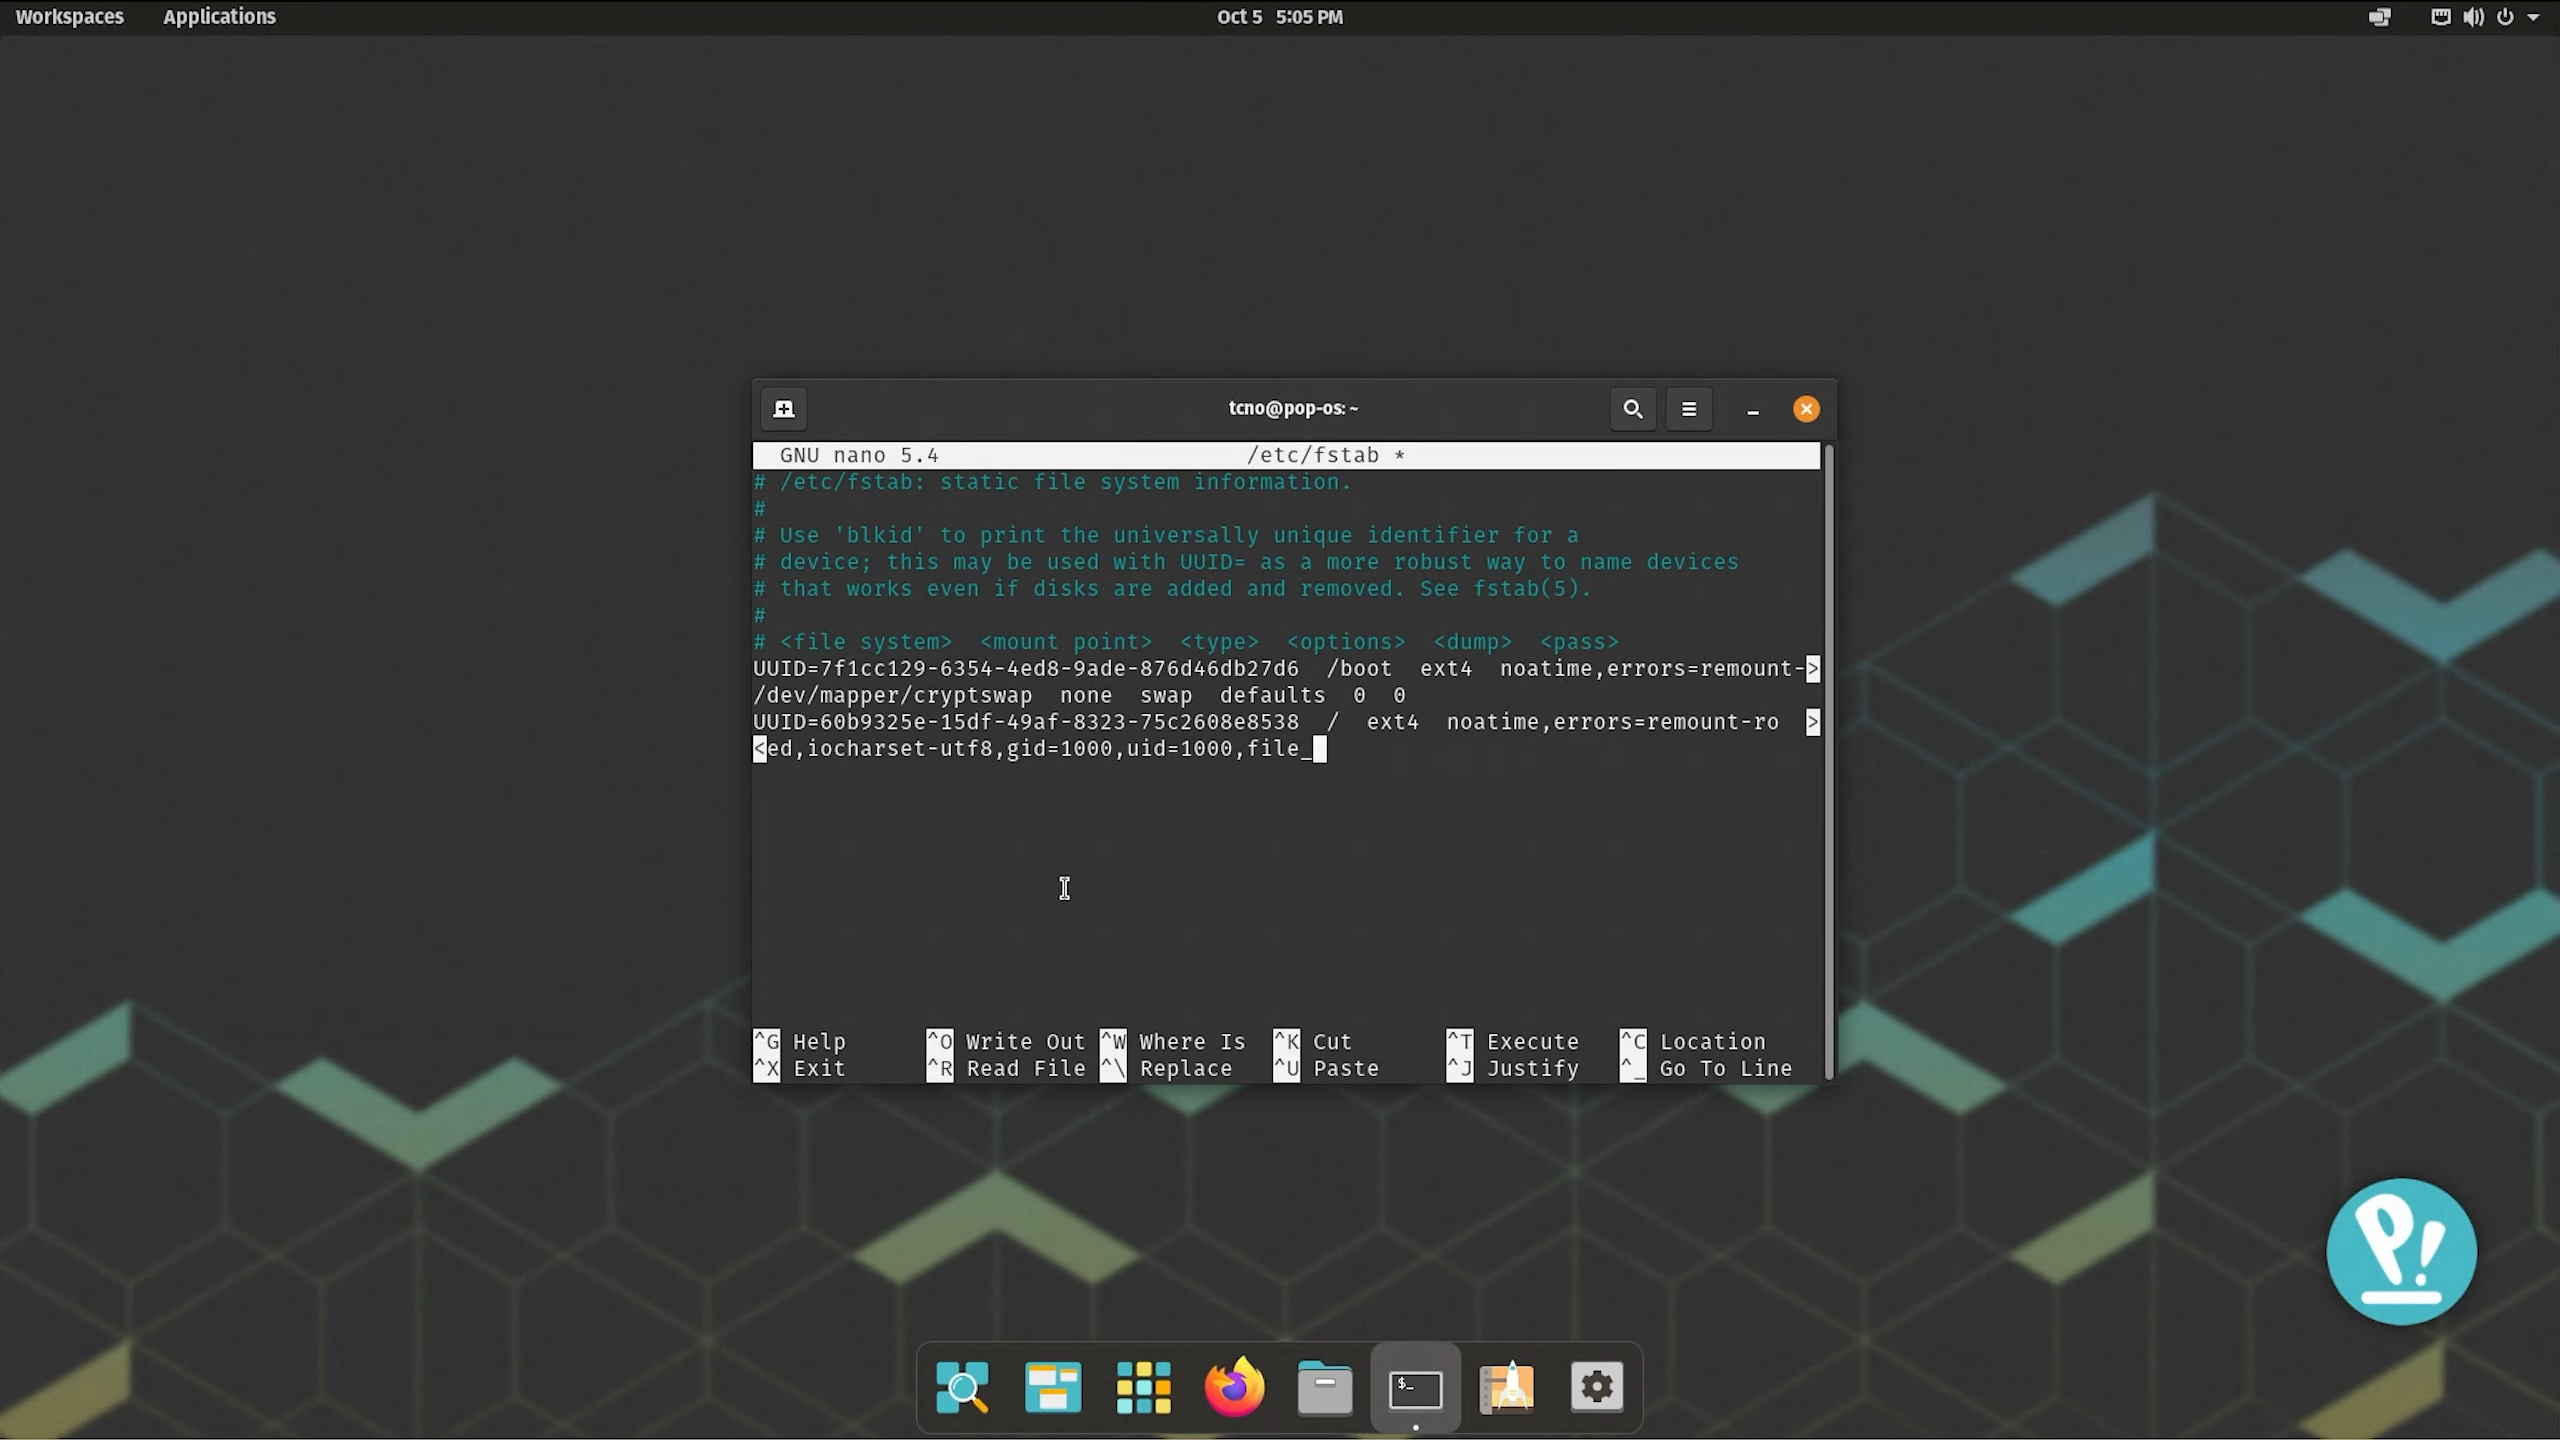 Workspaces Applications Oct 5 5:05 PM
tcno@pop-os: ~
GNU nano 5.4 /etc/fstab *
# /etc/fstab: static file system information.
#
# Use 'blkid' to print the universally unique identifier for a
# device; this may be used with UUID= as a more robust way to name devices
# that works even if disks are added and removed. See fstab(5).
#
# <file system> <mount point> <type> <options> <dump> <pass>
UUID=7f1cc129-6354-4ed8-9ade-876d46db27d6 /boot ext4 noatime,errors=remount->
/dev/mapper/cryptswap none swap defaults 0 0
UUID=60b9325e-15df-49af-8323-75c2608e8538 / ext4 noatime,errors=remount-ro >
<ed,iocharset-utf8,gid=1000,uid=1000,file_
^G Help ^O Write Out ^W Where Is ^K Cut ^T Execute ^C Location
^X Exit ^R Read File ^\ Replace ^U Paste ^J Justify ^_ Go To Line
P!
$_